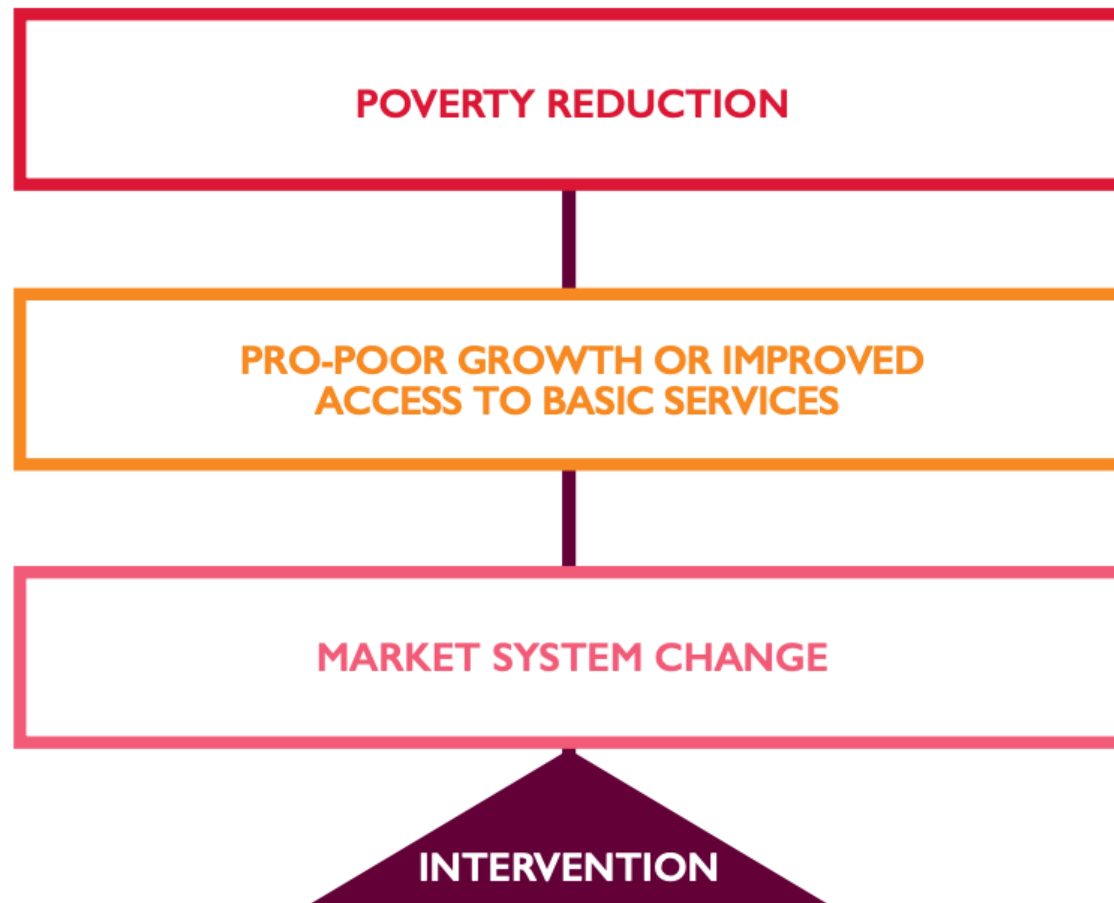 POVERTY REDUCTION
PRO-POOR GROWTH OR IMPROVED
ACCESS TO BASIC SERVICES
MARKET SYSTEM CHANGE
INTERVENTION